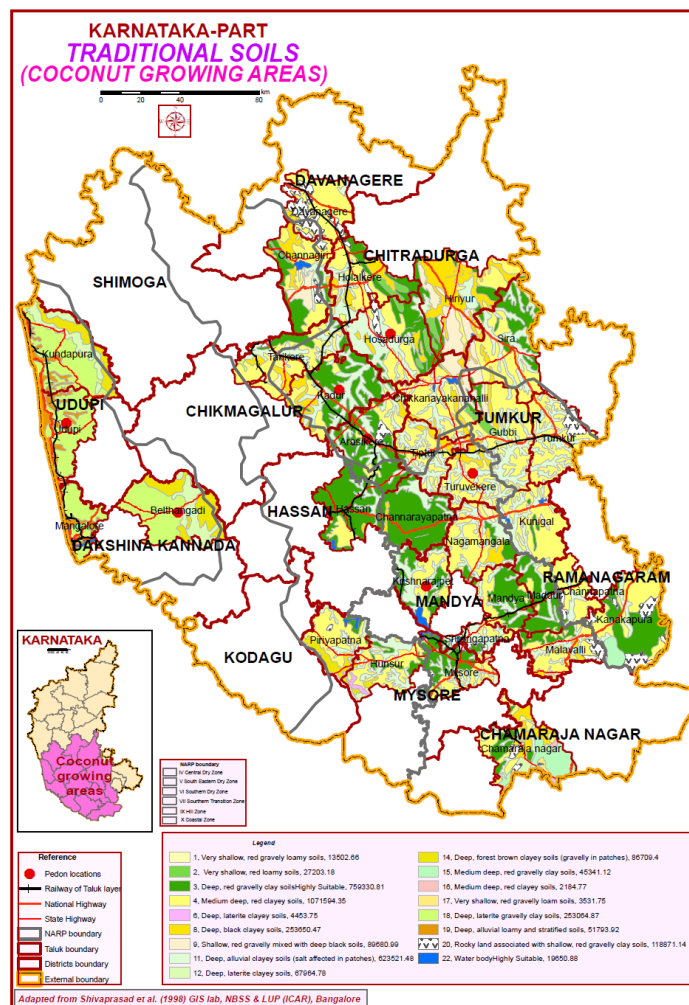 KARNATAKA-PART
TRADITIONAL SOILS
(COCONUT GROWING AREAS)
0 20 40 80 km
DAVANAGERE
Davanagere
Channagiri
CHITRADURGA
Holalkere
SHIMOGA
Hiriyur
Hosadurga
Sira
Kundapura
Tarikere
Kadur
Chikkanayakanahalli
UDUPI
CHIKMAGALUR
TUMKUR
Udupi
Gubbi
Arasikere
Tumkur
Tiptur
Turuvekere
Belthangadi
HASSAN
Hassan
Channarayapatna
Kunigal
Mangalore
DAKSHINA KANNADA
Nagamangala
RAMANAGARAM
Krishnarajpet
Mandya
Maddur
Channapatna
MANDYA
Kanakapura
KARNATAKA
Piriyapatna
Srirangapatna
Malavalli
KODAGU
Hunsur
Mysore
MYSORE
CHAMARAJA NAGAR
Chamaraja nagar
Coconut
growing
areas
NARP boundary
IV Central Dry Zone
V South Eastern Dry Zone
VI Southern Dry Zone
VII Sourthern Transition Zone
IX Hill Zone
X Coastal Zone
Reference
Pedon locations
Railway of Taluk layer
National Highway
State Highway
NARP boundary
Taluk boundary
Districts boundary
External boundary
Legend
1, Very shallow, red gravely loamy soils, 13502.66
2, Very shallow, red loamy soils, 27203.18
3, Deep, red gravelly clay soilsHighly Suitable, 759330.81
4, Medium deep, red clayey soils, 1071594.35
6, Deep, laterite clayey soils, 4453.75
8, Deep, black clayey soils, 253650.47
9, Shallow, red gravelly mixed with deep black soils, 89680.99
11, Deep, alluvial clayey soils (salt affected in patches), 623521.48
12, Deep, laterite clayey soils, 67964.78
14, Deep, forest brown clayey soils (gravelly in patches), 86709.4
15, Medium deep, red gravelly clay soils, 45341.12
16, Medium deep, red clayey soils, 2184.77
17, Very shallow, red gravelly loam soils, 3531.75
18, Deep, laterite gravelly clay soils, 253064.87
19, Deep, alluvial loamy and stratified soils, 51793.92
20, Rocky land associated with shallow, red gravelly clay soils, 118871.14
22, Water bodyHighly Suitable, 19650.88
Adapted from Shivaprasad et al. (1998) GIS lab, NBSS & LUP (ICAR), Bangalore